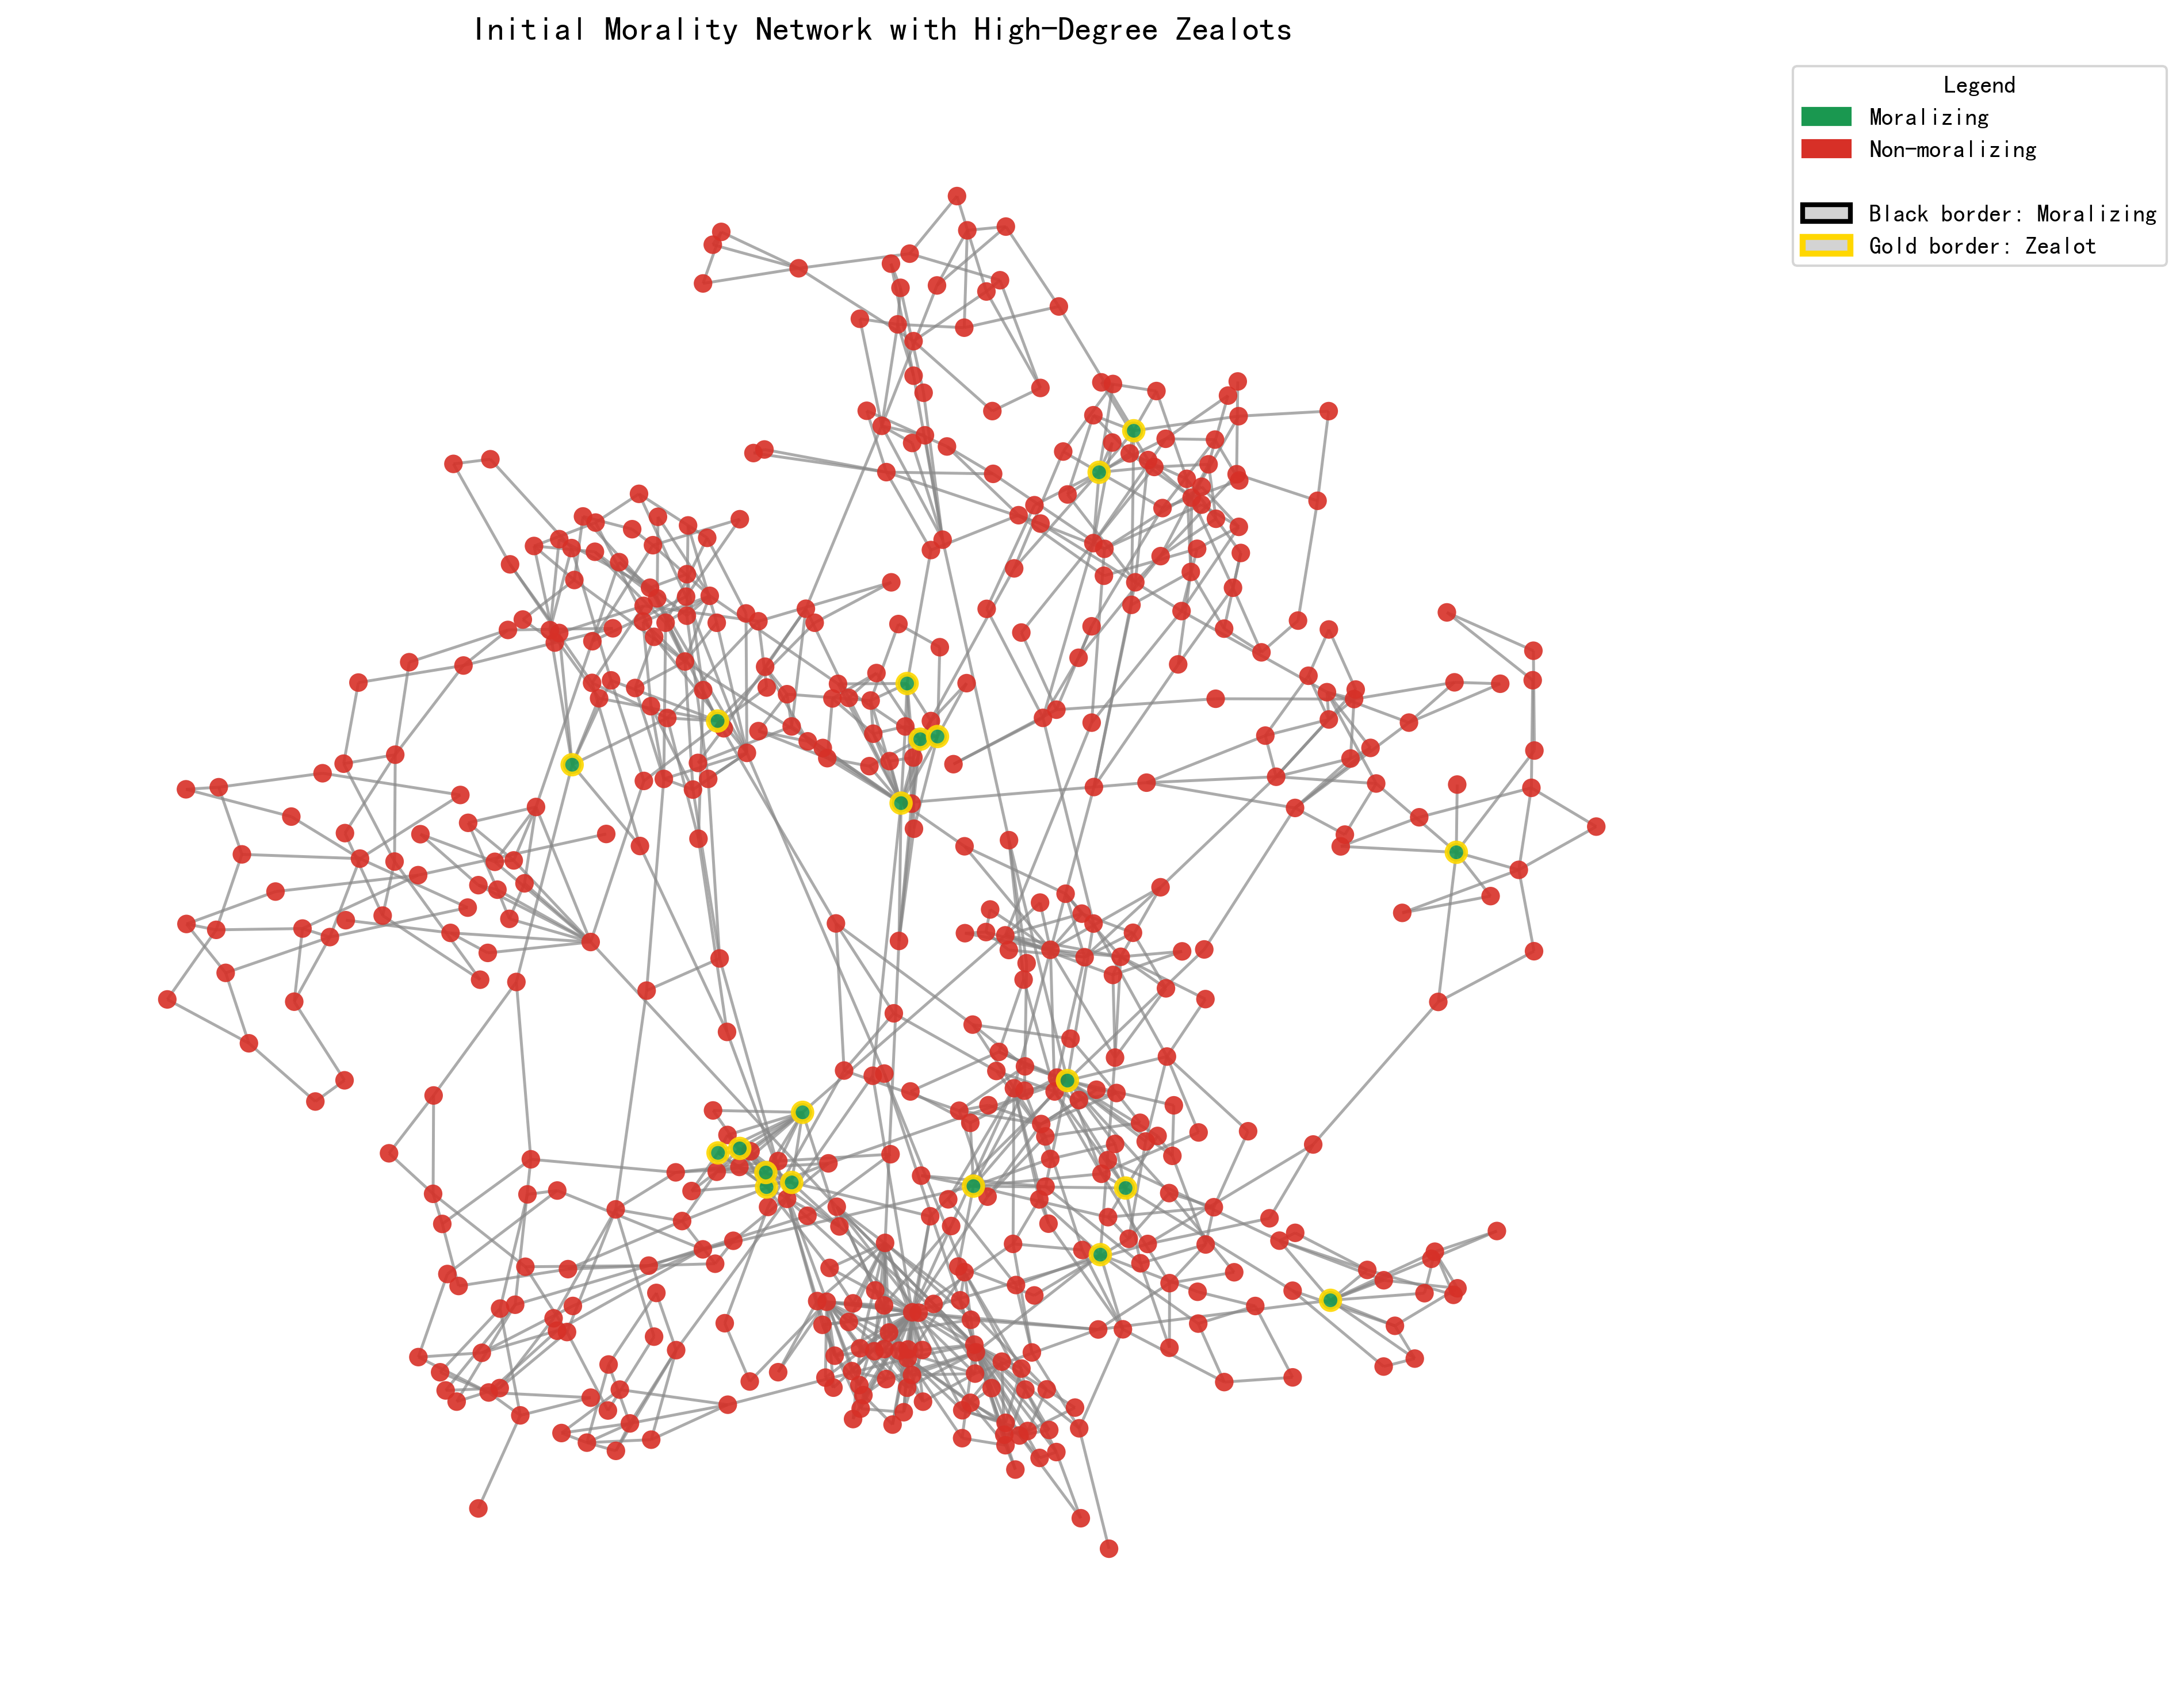 Initial Morality Network with High-Degree Zealots
Legend
Moralizing
Non-moralizing
Black border: Moralizing
Gold border: Zealot